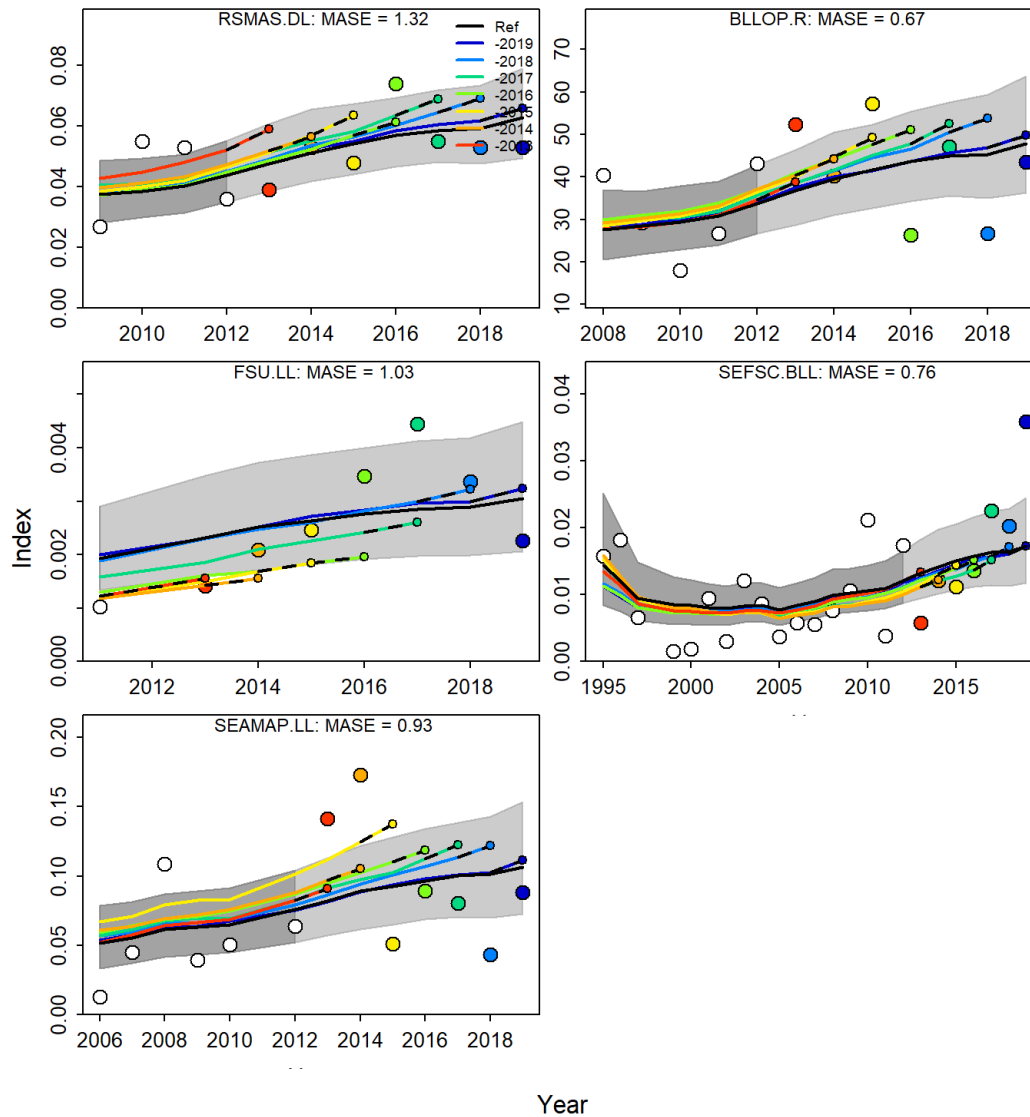 RSMAS.DL: MASE = 1.32
Ref
-2019
-2018
-2017
-2016
-2015
-2014
0.00 0.02 0.04 0.06 0.08
2010 2012 2014 2016 2018
BLLOP.R: MASE = 0.67
10 20 30 40 50 60 70
2008 2010 2012 2014 2016 2018
FSU.LL: MASE = 1.03
0.000 0.002 0.004
2012 2014 2016 2018
SEFSC.BLL: MASE = 0.76
0.00 0.01 0.02 0.03 0.04
1995 2000 2005 2010 2015
SEAMAP.LL: MASE = 0.93
0.00 0.05 0.10 0.15 0.20
2006 2008 2010 2012 2014 2016 2018
Index
Year